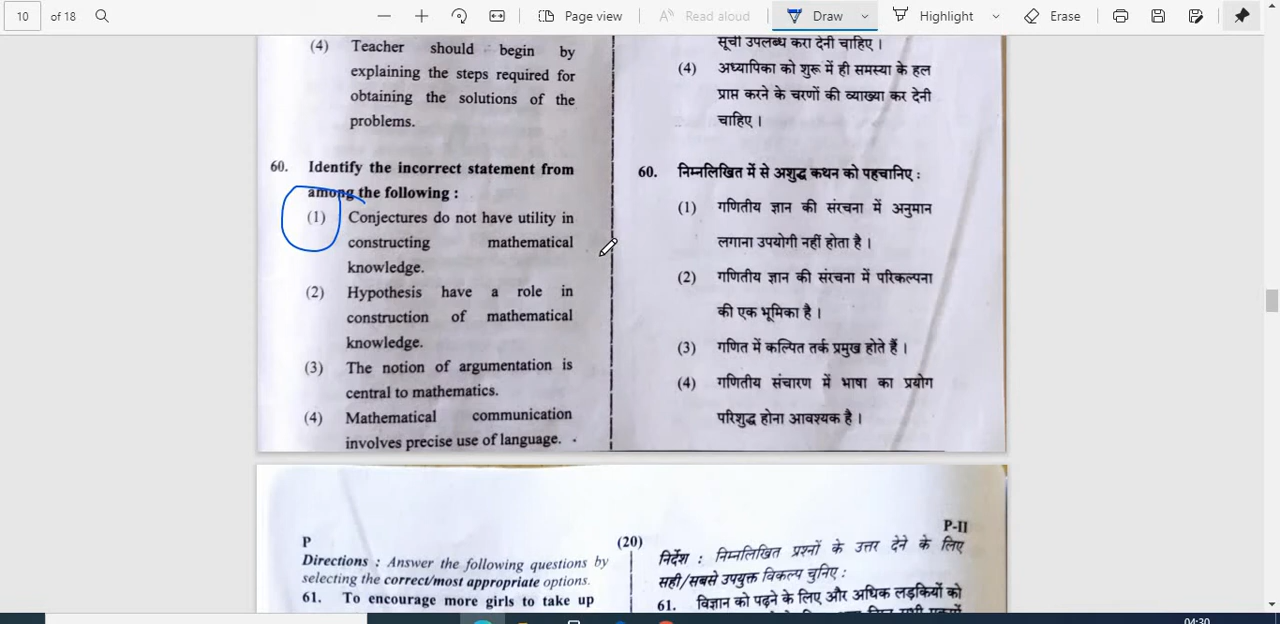 10 of 18 Page view Read aloud Draw Highlight Erase
(4) Teacher should begin by
explaining the steps required for
obtaining the solutions of the
problems.
60. Identify the incorrect statement from
among the following :
(1) Conjectures do not have utility in
constructing mathematical
knowledge.
(2) Hypothesis have a role in
construction of mathematical
knowledge.
(3) The notion of argumentation is
central to mathematics.
(4) Mathematical communication
involves precise use of language.
सूची उपलब्ध करा देनी चाहिए ।
(4) अध्यापिका को शुरू में ही समस्या के हल
प्राप्त करने के चरणों की व्याख्या कर देनी
चाहिए ।
60. निम्नलिखित में से अशुद्ध कथन को पहचानिए :
(1) गणितीय ज्ञान की संरचना में अनुमान
लगाना उपयोगी नहीं होता है ।
(2) गणितीय ज्ञान की संरचना में परिकल्पना
की एक भूमिका है ।
(3) गणित में कल्पित तर्क प्रमुख होते हैं ।
(4) गणितीय संचारण में भाषा का प्रयोग
परिशुद्ध होना आवश्यक है ।
P (20) P-II
Directions : Answer the following questions by
selecting the correct/most appropriate options.
61. To encourage more girls to take up
निर्देश : निम्नलिखित प्रश्नों के उत्तर देने के लिए
सही/सबसे उपयुक्त विकल्प चुनिए :
61. विज्ञान को पढ़ने के लिए और अधिक लड़कियों को
04:30